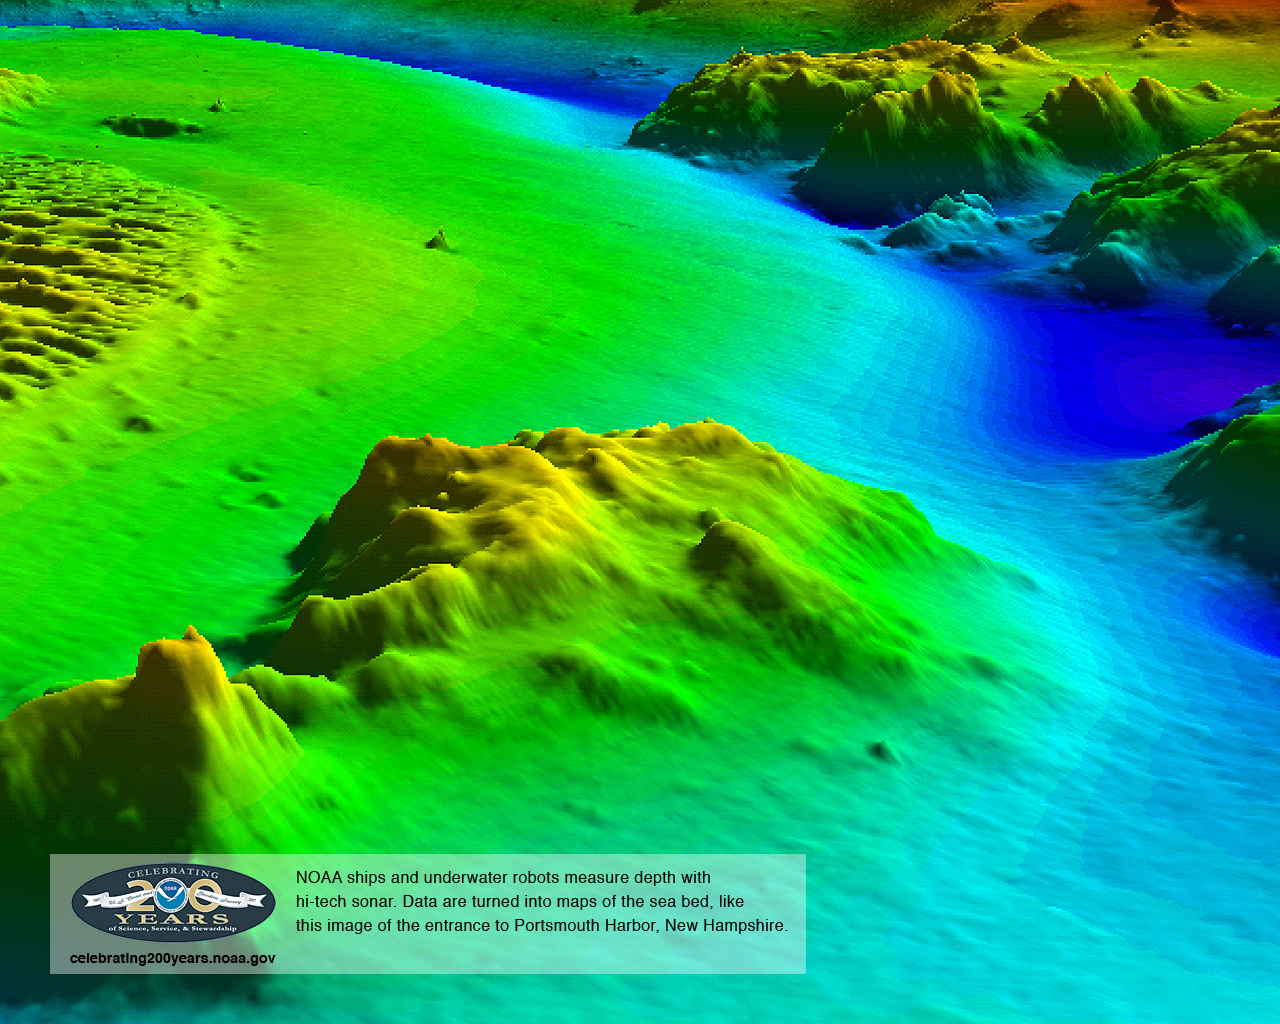 CELEBRATING
200
NOAA
YEARS
of Science, Service, & Stewardship
celebrating200years.noaa.gov
NOAA ships and underwater robots measure depth with
hi-tech sonar. Data are turned into maps of the sea bed, like
this image of the entrance to Portsmouth Harbor, New Hampshire.